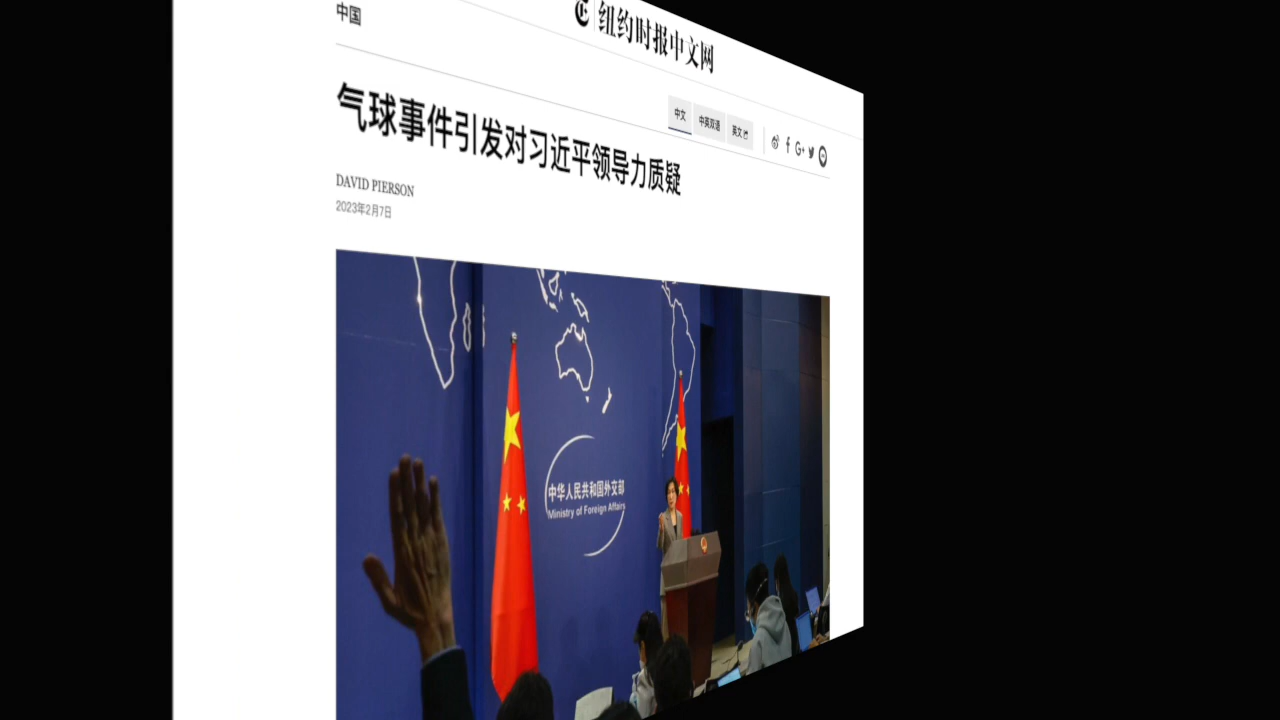 中国
纽约时报中文网
中文 中英双语 英文
气球事件引发对习近平领导力质疑
DAVID PIERSON
2023年2月7日
中华人民共和国外交部
Ministry of Foreign Affairs